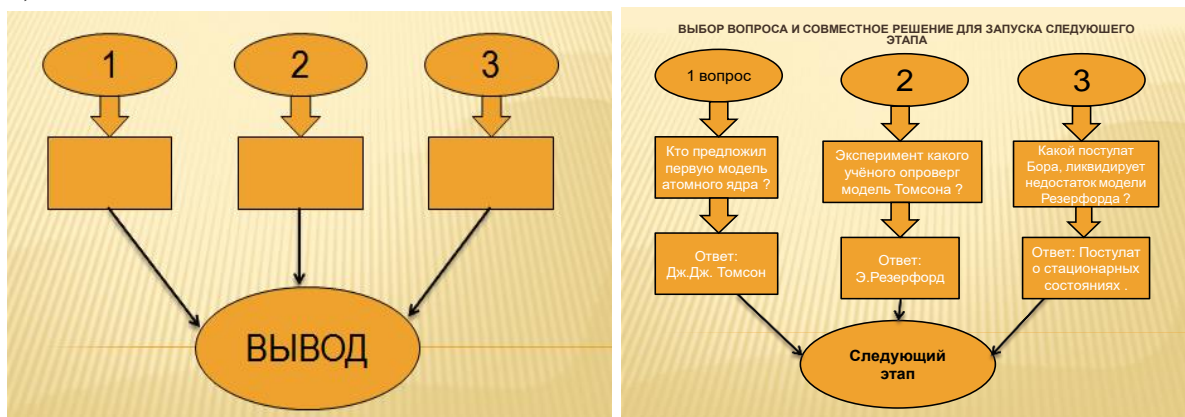 1
2
3
ВЫВОД
ВЫБОР ВОПРОСА И СОВМЕСТНОЕ РЕШЕНИЕ ДЛЯ ЗАПУСКА СЛЕДУЮШЕГО
ЭТАПА
1 вопрос
2
3
Кто предложил
первую модель
атомного ядра ?
Эксперимент какого
учёного опроверг
модель Томсона ?
Какой постулат
Бора, ликвидирует
недостаток модели
Резерфорда ?
Ответ:
Дж.Дж. Томсон
Ответ:
Э.Резерфорд
Ответ: Постулат
о стационарных
состояниях .
Следующий
этап